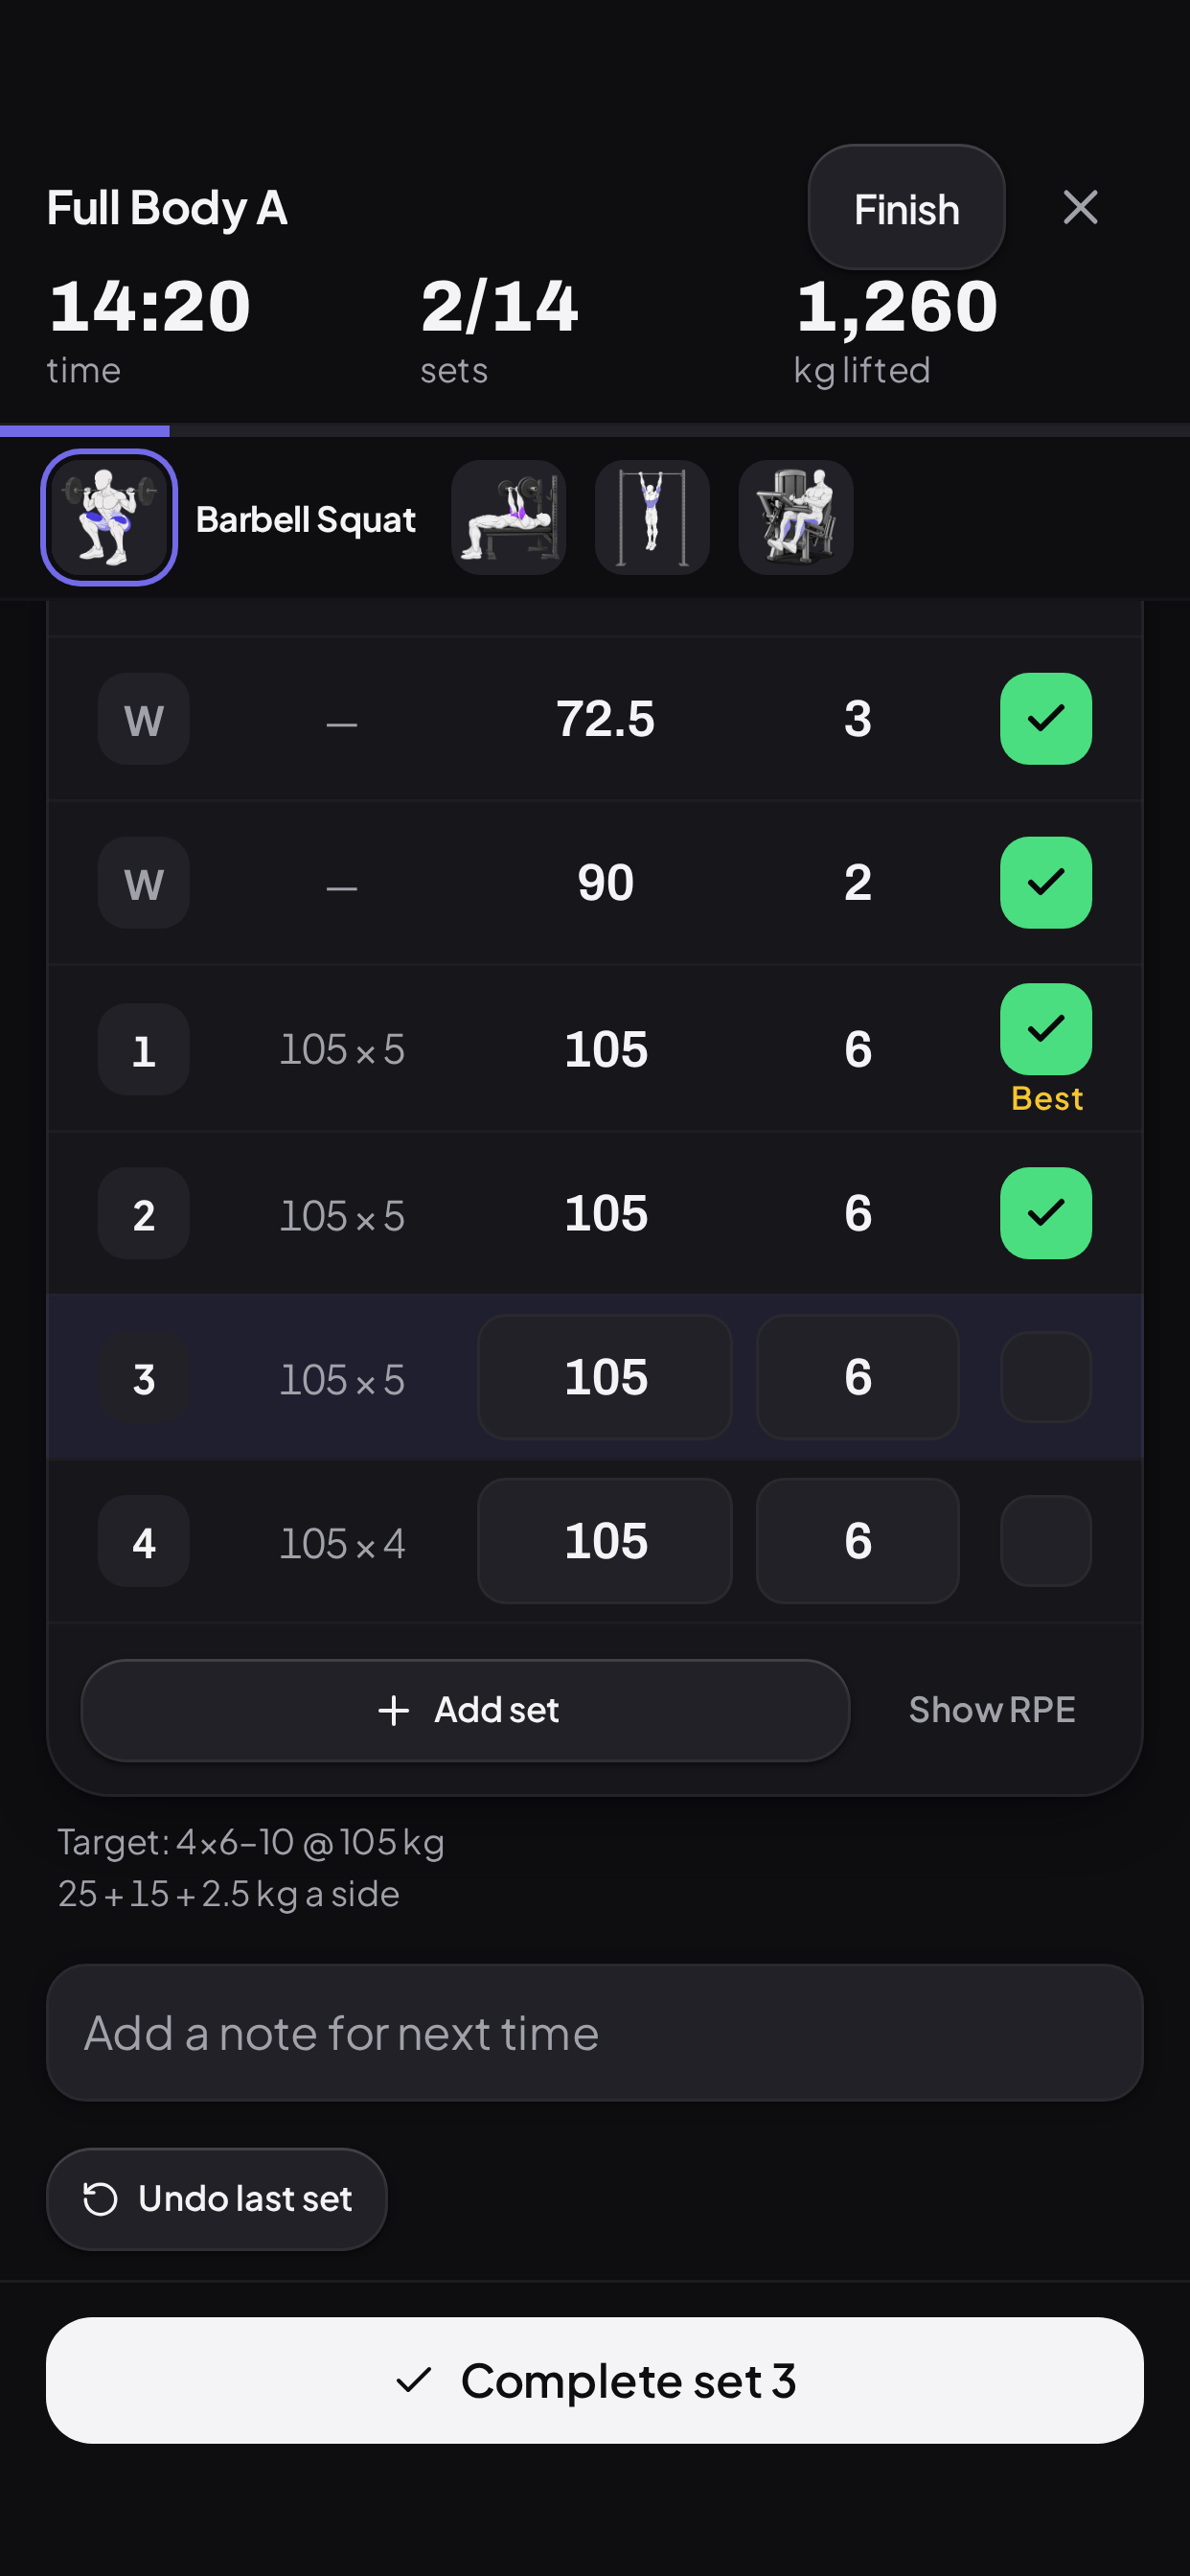 Full Body A
Finish
14:20
2/14
1,260
time
sets
kg lifted
Barbell Squat
W — 72.5 3
W — 90 2
1 105 × 5 105 6
Best
2 105 × 5 105 6
3 105 × 5 105 6
4 105 × 4 105 6
Add set
Show RPE
Target: 4×6–10 @ 105 kg
25 + 15 + 2.5 kg a side
Add a note for next time
Undo last set
Complete set 3